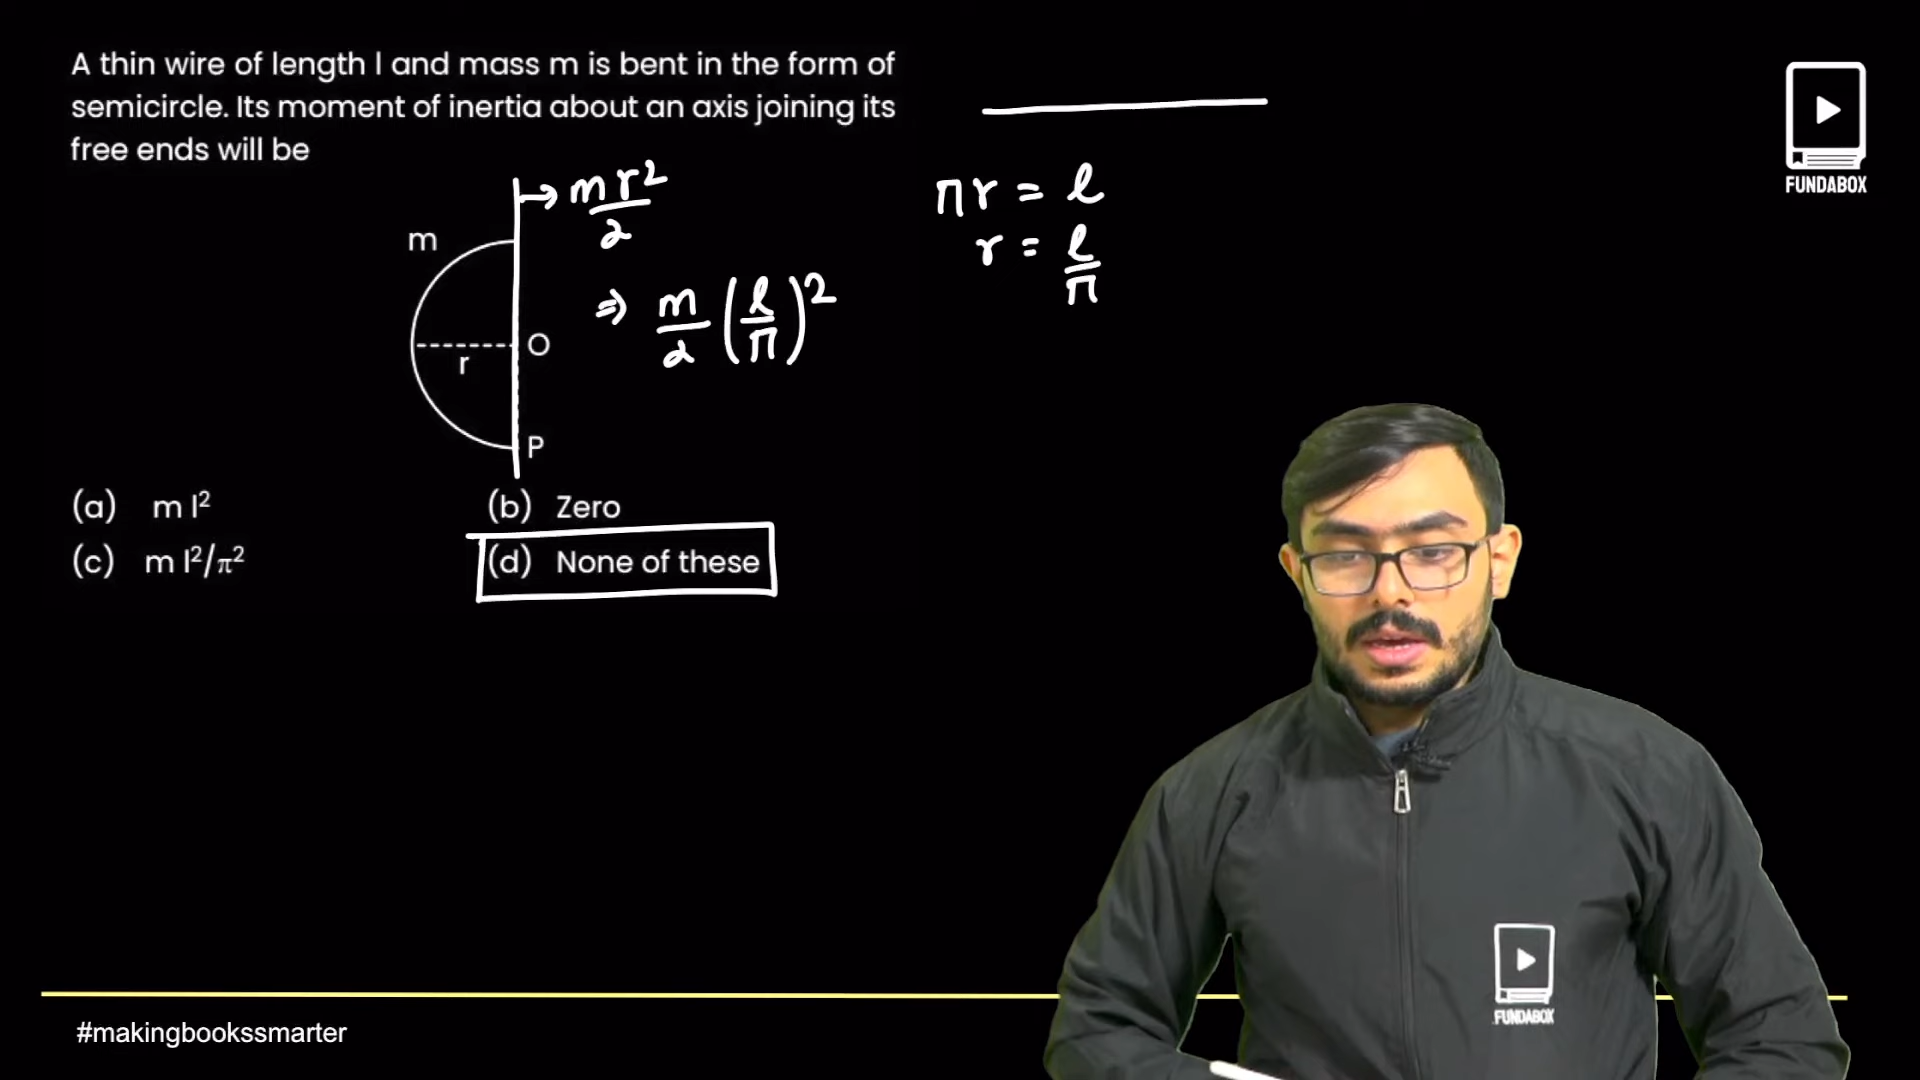 A thin wire of length l and mass m is bent in the form of
semicircle. Its moment of inertia about an axis joining its
free ends will be
→ mr²/2
⇒ m/2 (l/π)²
πr = l
r = l/π
m
r
O
P
(a) m l²
(b) Zero
(c) m l²/π²
(d) None of these
FUNDABOX
FUNDABOX
#makingbookssmarter